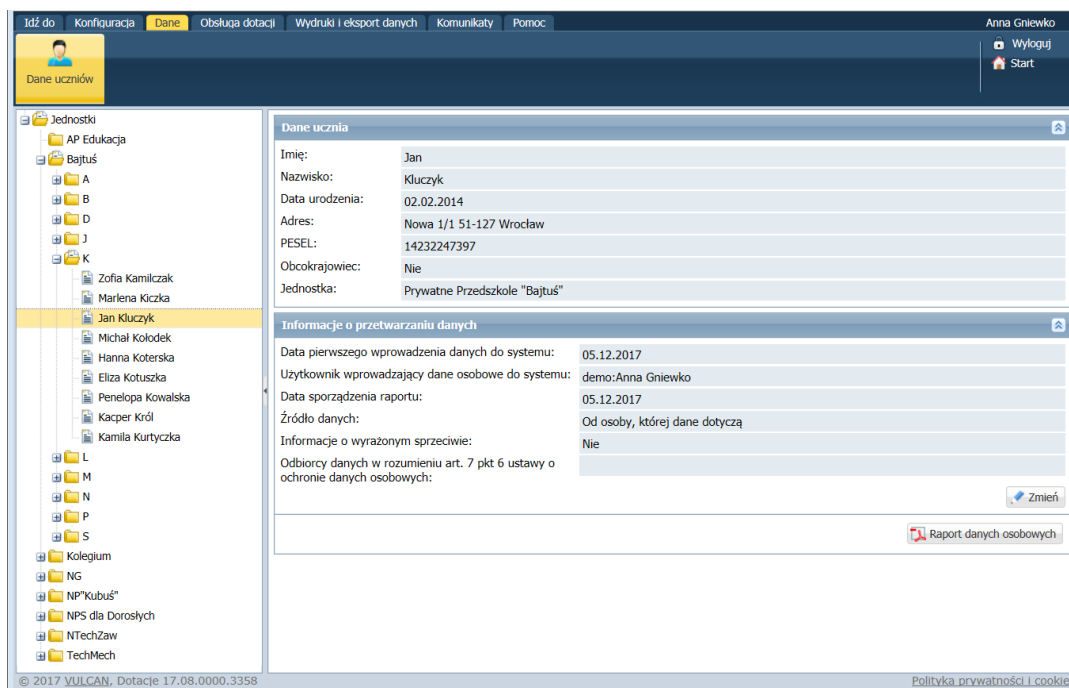 Idź do Konfiguracja Dane Obsługa dotacji Wydruki i eksport danych Komunikaty Pomoc Anna Gniewko
Wyloguj
Start
Dane uczniów
Jednostki
AP Edukacja
Bajtuś
A
B
D
J
K
Zofia Kamilczak
Marlena Kiczka
Jan Kluczyk
Michał Kołodek
Hanna Koterska
Eliza Kotuszka
Penelopa Kowalska
Kacper Król
Kamila Kurtyczka
L
M
N
P
S
Kolegium
NG
NP"Kubuś"
NPS dla Dorosłych
NTechZaw
TechMech
Dane ucznia
Imię: Jan
Nazwisko: Kluczyk
Data urodzenia: 02.02.2014
Adres: Nowa 1/1 51-127 Wrocław
PESEL: 14232247397
Obcokrajowiec: Nie
Jednostka: Prywatne Przedszkole "Bajtuś"
Informacje o przetwarzaniu danych
Data pierwszego wprowadzenia danych do systemu: 05.12.2017
Użytkownik wprowadzający dane osobowe do systemu: demo:Anna Gniewko
Data sporządzenia raportu: 05.12.2017
Źródło danych: Od osoby, której dane dotyczą
Informacje o wyrażonym sprzeciwie: Nie
Odbiorcy danych w rozumieniu art. 7 pkt 6 ustawy o
ochronie danych osobowych:
Zmień
Raport danych osobowych
© 2017 VULCAN, Dotacje 17.08.0000.3358 Polityka prywatności i cookie